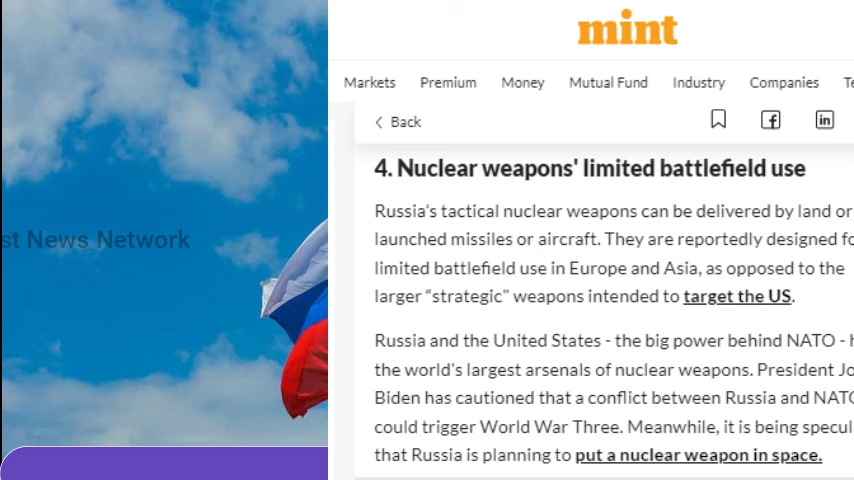 mint
Markets Premium Money Mutual Fund Industry Companies
Back
4. Nuclear weapons' limited battlefield use
Russia's tactical nuclear weapons can be delivered by land or
launched missiles or aircraft. They are reportedly designed
limited battlefield use in Europe and Asia, as opposed to the
larger “strategic" weapons intended to target the US.
Russia and the United States - the big power behind NATO -
the world's largest arsenals of nuclear weapons. President
Biden has cautioned that a conflict between Russia and
could trigger World War Three. Meanwhile, it is being
that Russia is planning to put a nuclear weapon in space.
News Network